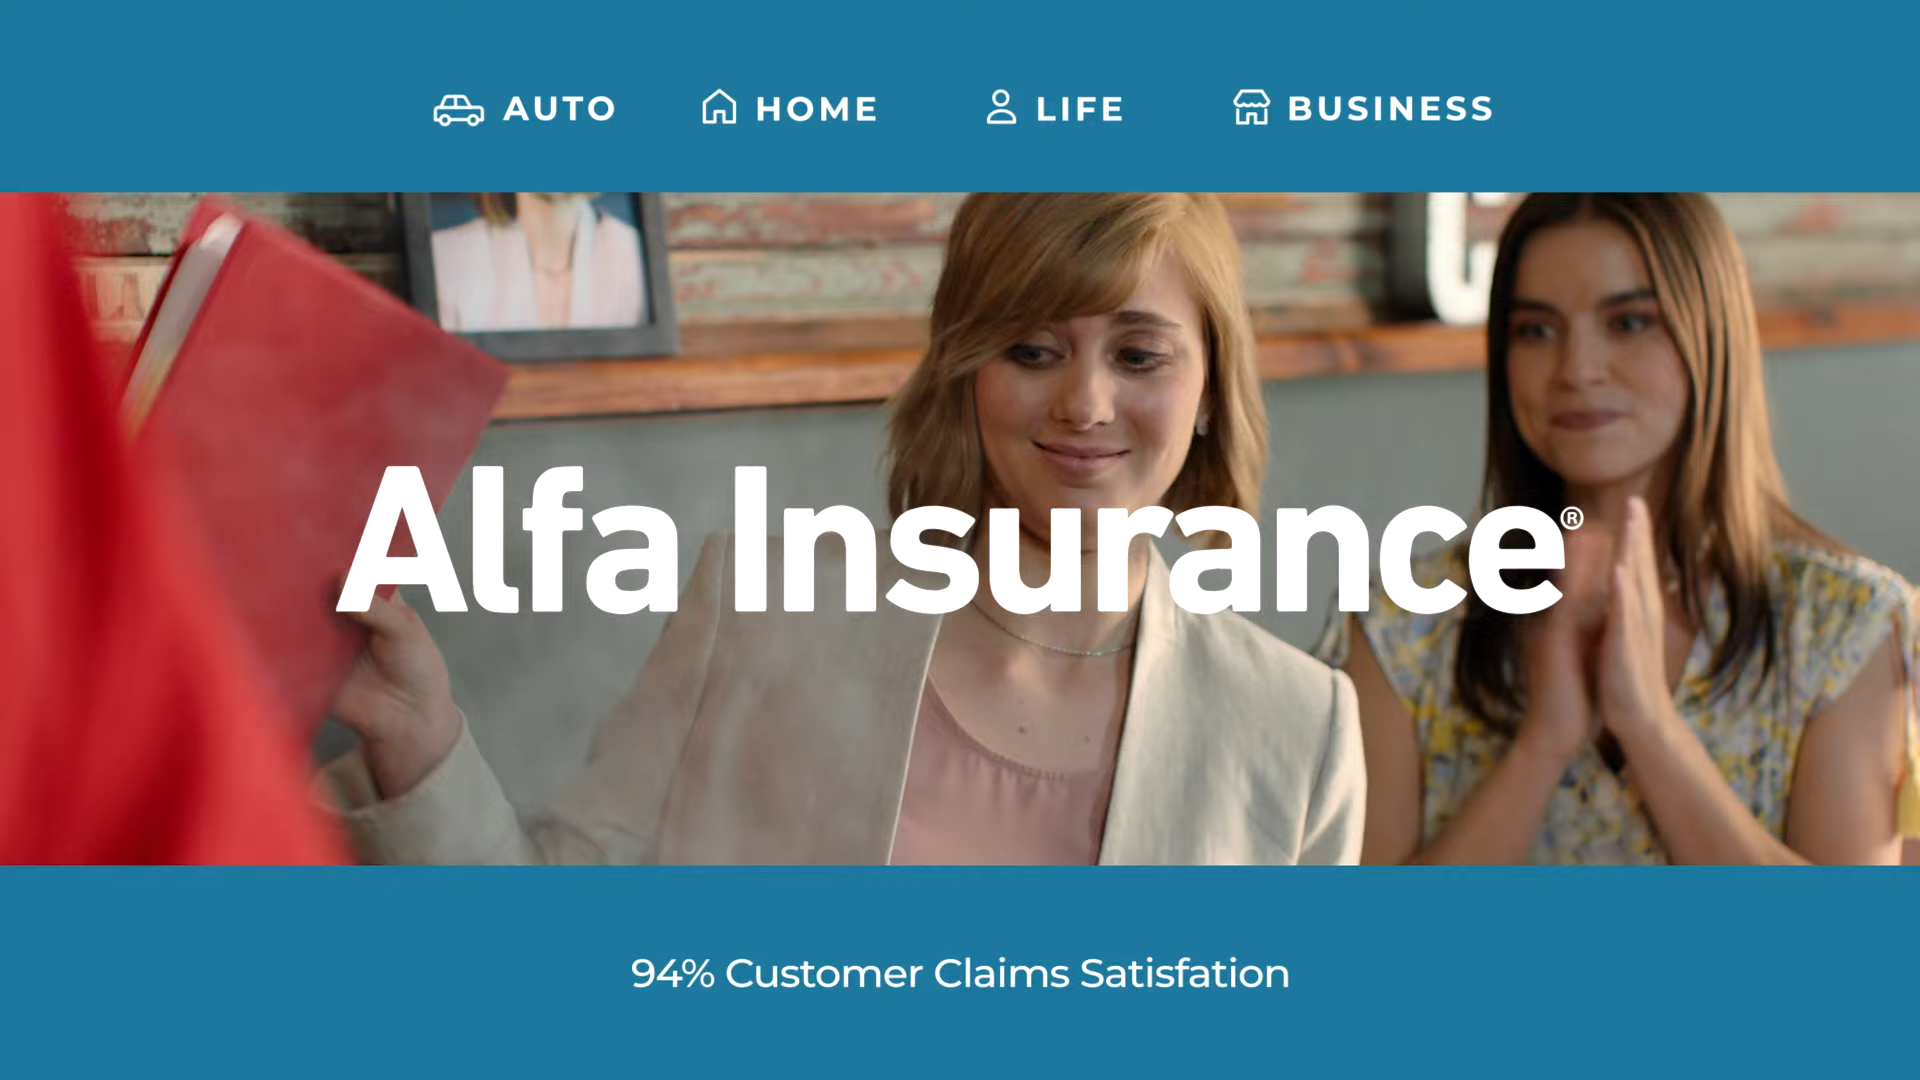 AUTO HOME LIFE BUSINESS
Alfa Insurance®
94% Customer Claims Satisfation